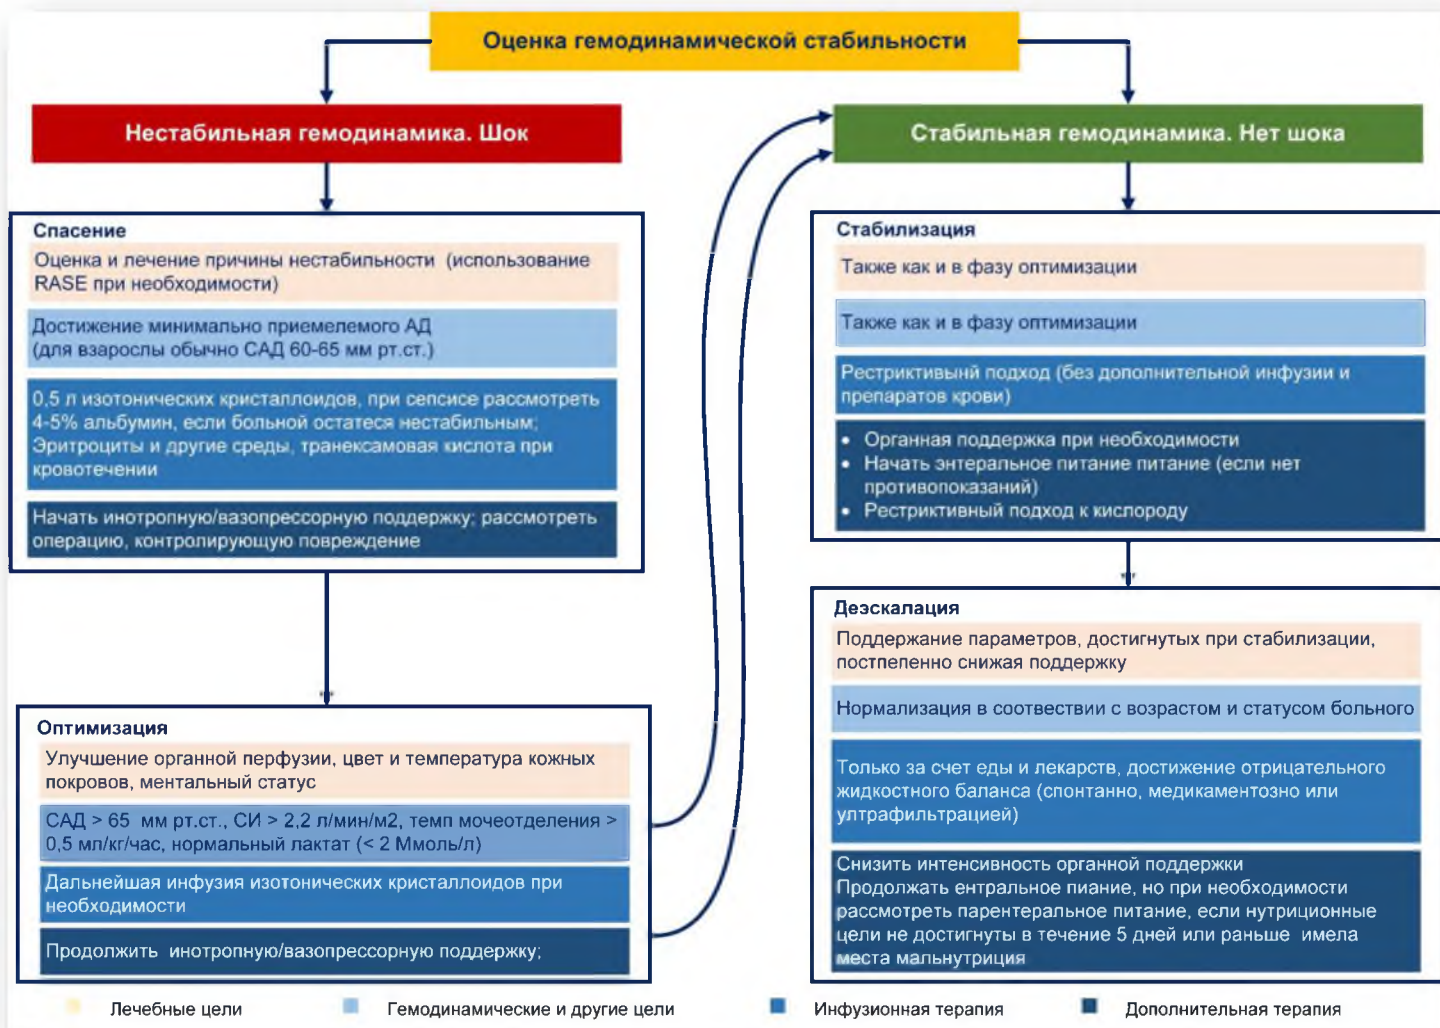 Оценка гемодинамической стабильности
Нестабильная гемодинамика. Шок
Стабильная гемодинамика. Нет шока
Спасение
Оценка и лечение причины нестабильности (использование
RASE при необходимости)
Достижение минимально приемелемого АД
(для взарослы обычно САД 60-65 мм рт.ст.)
0,5 л изотонических кристаллоидов, при сепсисе рассмотреть
4-5% альбумин, если больной остатеся нестабильным;
Эритроциты и другие среды, транексамовая кислота при
кровотечении
Начать инотропную/вазопрессорную поддержку; рассмотреть
операцию, контролирующую повреждение
Оптимизация
Улучшение органной перфузии, цвет и температура кожных
покровов, ментальный статус
САД > 65 мм рт.ст., СИ > 2,2 л/мин/м2, темп мочеотделения >
0,5 мл/кг/час, нормальный лактат (< 2 Ммоль/л)
Дальнейшая инфузия изотонических кристаллоидов при
необходимости
Продолжить инотропную/вазопрессорную поддержку;
Стабилизация
Также как и в фазу оптимизации
Также как и в фазу оптимизации
Рестриктивынй подход (без дополнительной инфузии и
препаратов крови)
• Органная поддержка при необходимости
• Начать энтеральное питание питание (если нет
противопоказаний)
• Рестриктивный подход к кислороду
Деэскалация
Поддержание параметров, достигнутых при стабилизации,
постпепенно снижая поддержку
Нормализация в соотвествии с возрастом и статусом больного
Только за счет еды и лекарств, достижение отрицательного
жидкостного баланса (спонтанно, медикаментозно или
ултрафильтрацией)
Снизить интенсивность органной поддержки
Продолжать ентральное пиание, но при необходимости
рассмотреть парентеральное питание, если нутриционные
цели не достигнуты в течение 5 дней или раньше имела
места мальнутриция
Лечебные цели
Гемодинамические и другие цели
Инфузионная терапия
Дополнительная терапия